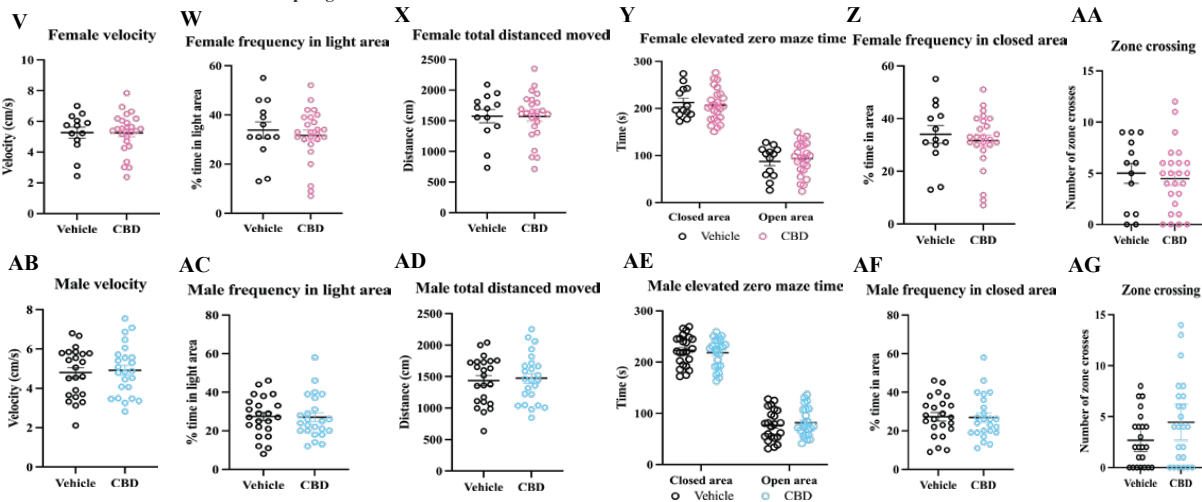 V
Female velocity
Velocity (cm/s)
10
8
6
4
2
0
Vehicle CBD
W
Female frequency in light area
% time in light area
60
40
20
0
Vehicle CBD
X
Female total distanced moved
Distance (cm)
2500
2000
1500
1000
500
0
Vehicle CBD
Y
Female elevated zero maze time
Time (s)
300
200
100
0
Closed area Open area
Vehicle CBD
Z
Female frequency in closed area
% time in area
60
40
20
0
Vehicle CBD
AA
Zone crossing
Number of zone crosses
15
10
5
0
Vehicle CBD
AB
Male velocity
Velocity (cm/s)
8
6
4
2
0
Vehicle CBD
AC
Male frequency in light area
% time in light area
80
60
40
20
0
Vehicle CBD
AD
Male total distanced moved
Distance (cm)
2500
2000
1500
1000
500
0
Vehicle CBD
AE
Male elevated zero maze time
Time (s)
300
200
100
0
Closed area Open area
Vehicle CBD
AF
Male frequency in closed area
% time in area
80
60
40
20
0
Vehicle CBD
AG
Zone crossing
Number of zone crosses
15
10
5
0
Vehicle CBD